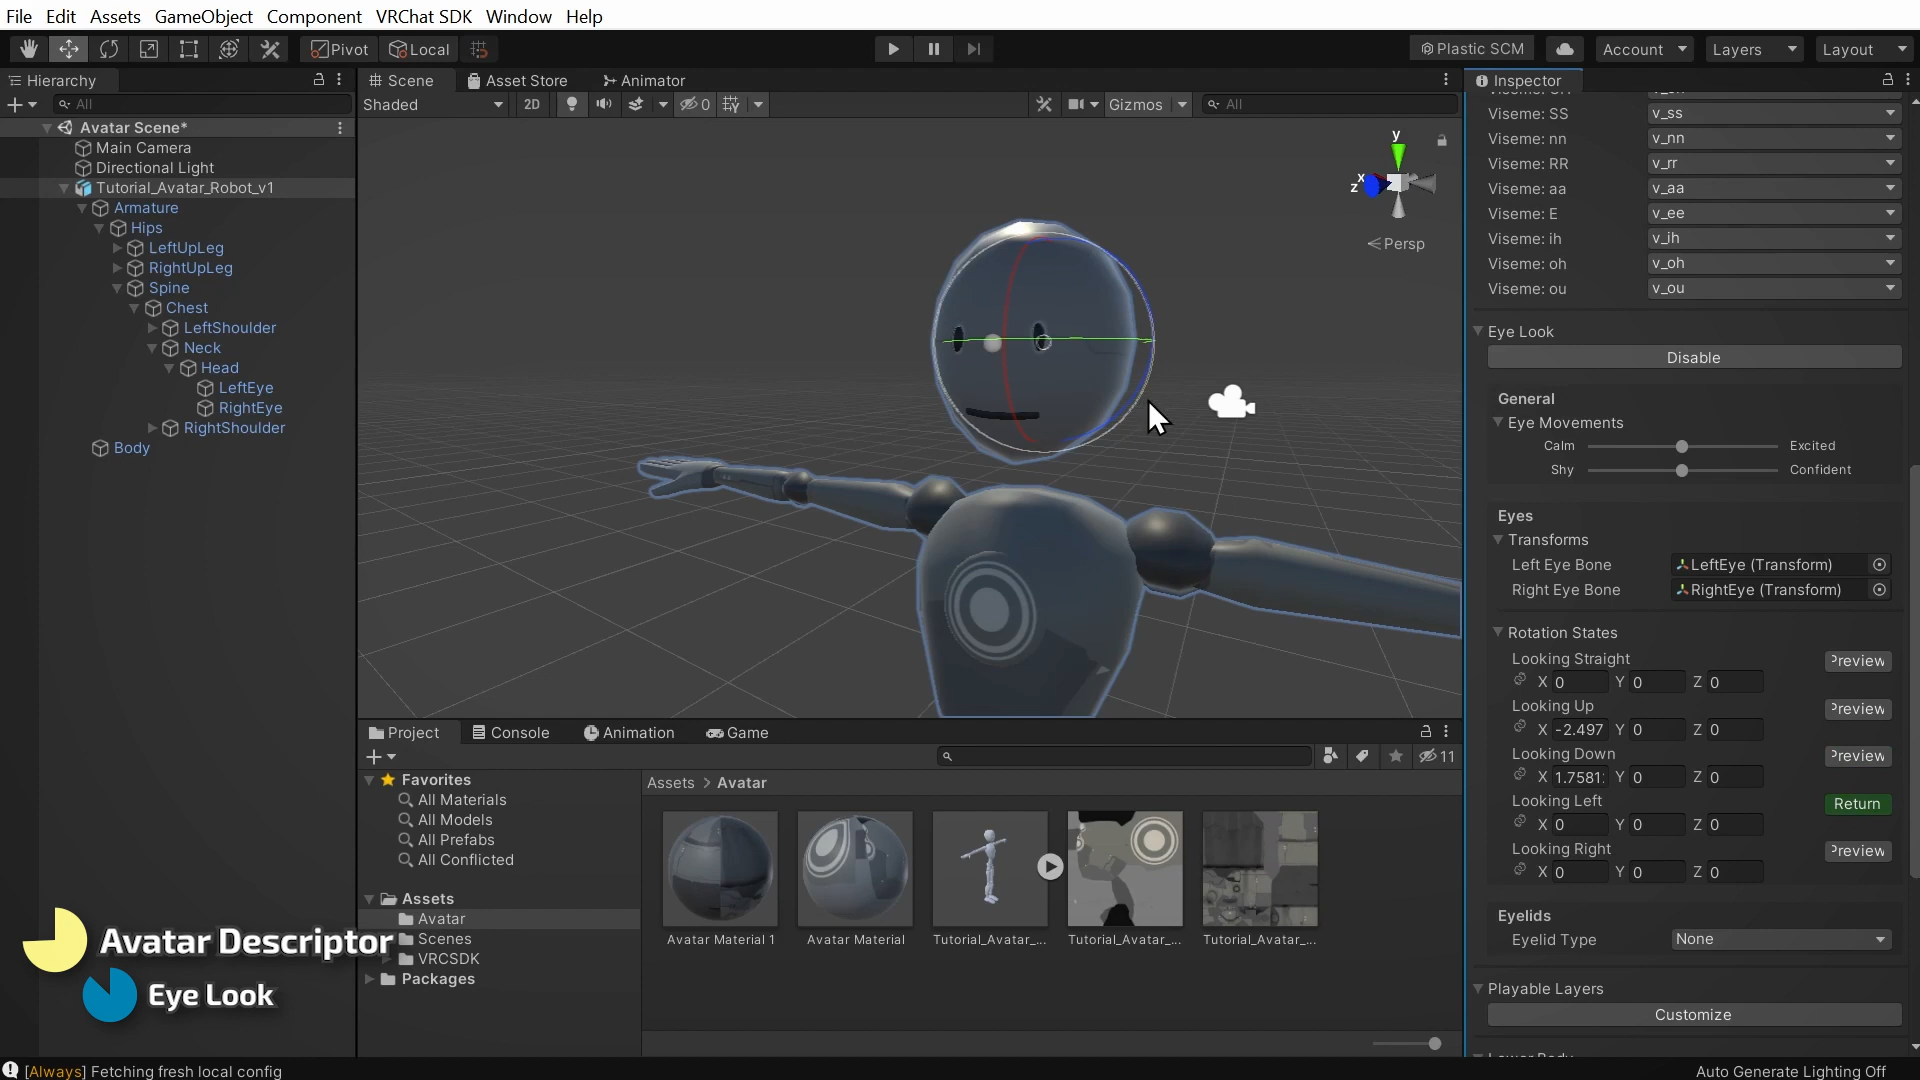 File Edit Assets GameObject Component VRChat SDK Window Help
Pivot Local Plastic SCM Account Layers Layout
Hierarchy Scene Asset Store Animator Inspector
All Shaded 2D 0 Gizmos All
Avatar Scene*
Main Camera
Directional Light
Tutorial_Avatar_Robot_v1
Armature
Hips
LeftUpLeg
RightUpLeg
Spine
Chest
LeftShoulder
Neck
Head
LeftEye
RightEye
RightShoulder
Body
y
x
z
Persp
Viseme: SS v_ss
Viseme: nn v_nn
Viseme: RR v_rr
Viseme: aa v_aa
Viseme: E v_ee
Viseme: ih v_ih
Viseme: oh v_oh
Viseme: ou v_ou
Eye Look
Disable
General
Eye Movements
Calm Excited
Shy Confident
Eyes
Transforms
Left Eye Bone LeftEye (Transform)
Right Eye Bone RightEye (Transform)
Rotation States
Looking Straight Preview
X 0 Y 0 Z 0
Looking Up Preview
X -2.497 Y 0 Z 0
Looking Down Preview
X 1.7581 Y 0 Z 0
Looking Left Return
X 0 Y 0 Z 0
Looking Right Preview
X 0 Y 0 Z 0
Eyelids
Eyelid Type None
Playable Layers
Customize
Project Console Animation Game
11
Favorites
All Materials
All Models
All Prefabs
All Conflicted
Assets
Avatar
Scenes
VRCSDK
Packages
Assets > Avatar
Avatar Material 1 Avatar Material Tutorial_Avatar_... Tutorial_Avatar_... Tutorial_Avatar_...
Avatar Descriptor
Eye Look
[Always] Fetching fresh local config
Auto Generate Lighting Off